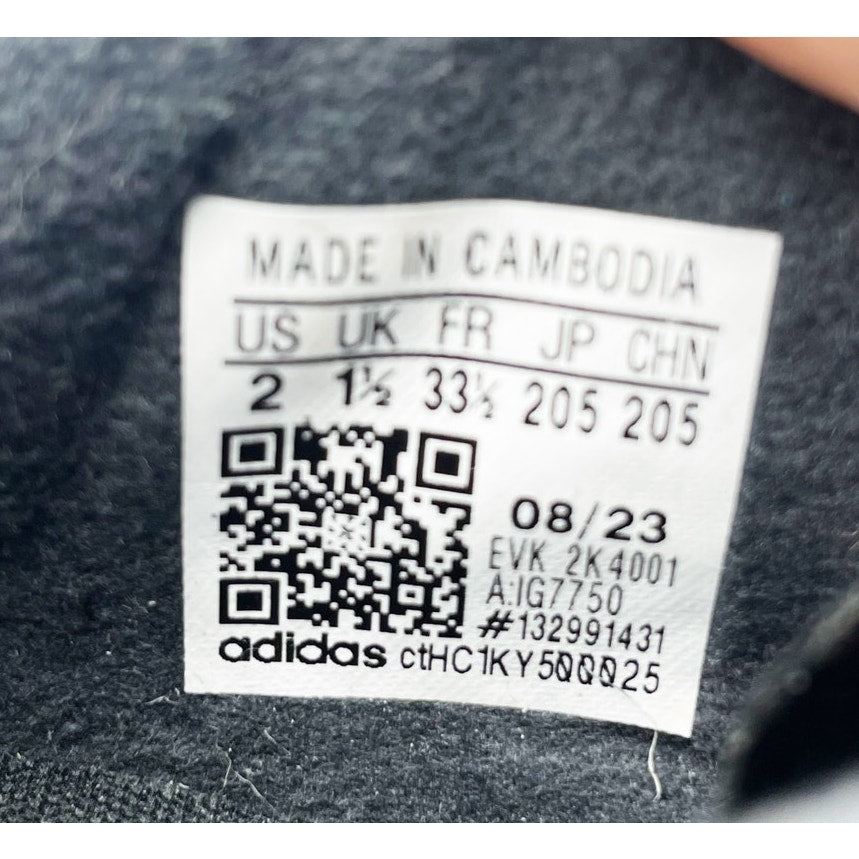 MADE IN CAMBODIA
US UK FR JP CHN
2 1½ 33½ 205 205
08/23
EVK 2K4001
A:IG7750
#132991431
adidas ctHC1KY500025